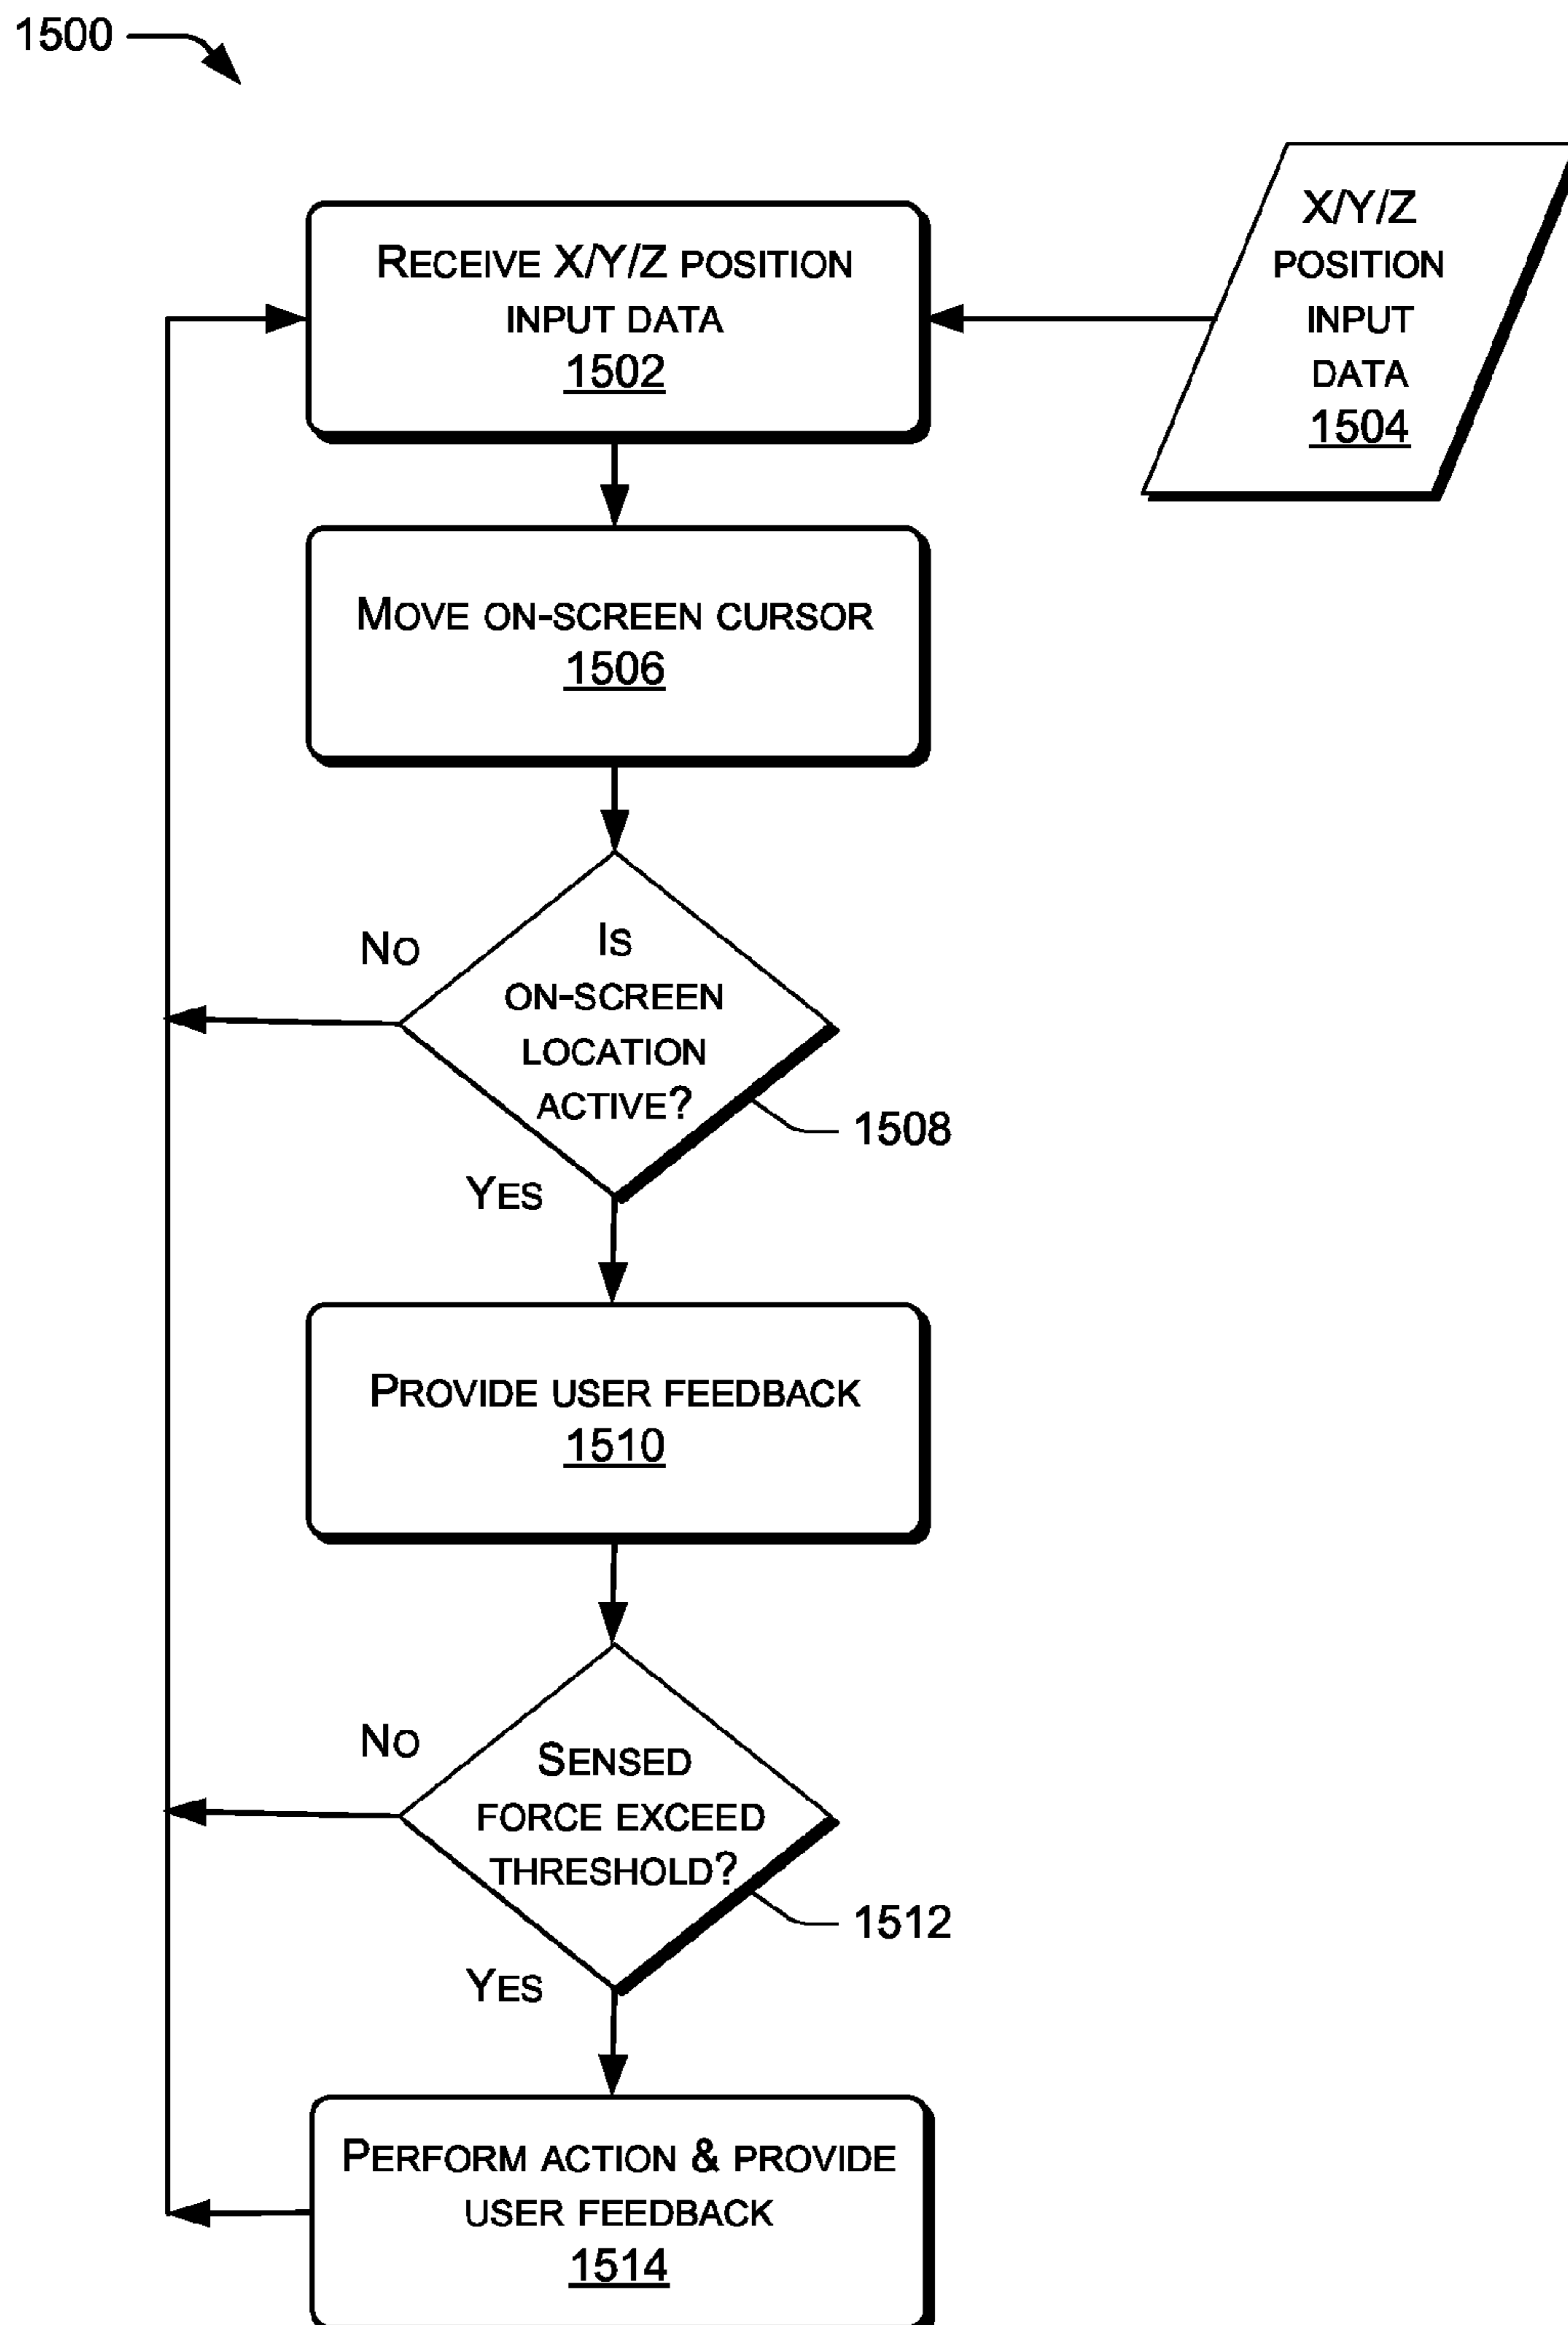 1500
RECEIVE X/Y/Z POSITION
INPUT DATA
1502
X/Y/Z
POSITION
INPUT
DATA
1504
MOVE ON-SCREEN CURSOR
1506
NO
IS
ON-SCREEN
LOCATION
ACTIVE?
1508
YES
PROVIDE USER FEEDBACK
1510
NO
SENSED
FORCE EXCEED
THRESHOLD?
1512
YES
PERFORM ACTION & PROVIDE
USER FEEDBACK
1514